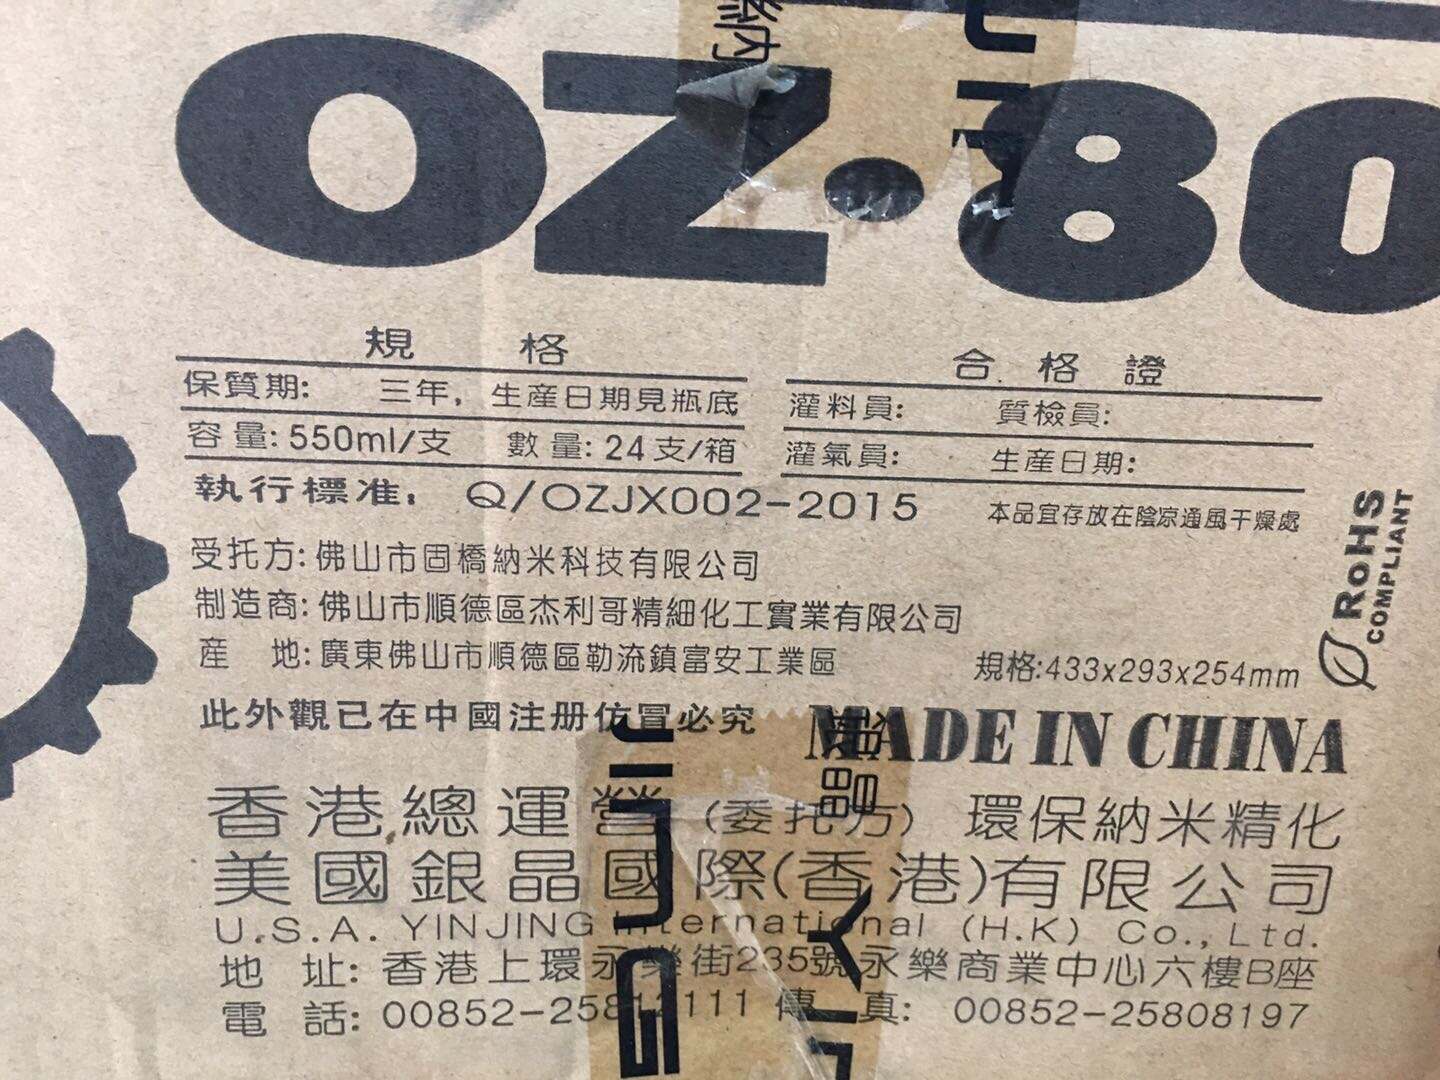 OZ·80
規 格
保質期: 三年, 生産日期見瓶底
容量: 550ml/支 數量: 24支/箱
合格證
灌料員: 質檢員:
灌氣員: 生産日期:
執行標准: Q/OZJX002-2015
本品宜存放在陰凉通風干燥處
RoHS
COMPLIANT
受托方: 佛山市固橋納米科技有限公司
制造商: 佛山市順德區杰利哥精細化工實業有限公司
産 地: 廣東佛山市順德區勒流鎮富安工業區
規格:433x293x254mm
此外觀已在中國注册仿冒必究
MADE IN CHINA
香港總運營 (委托方) 環保納米精化
美國銀晶國際(香港)有限公司
U.S.A. YINJING International (H.K) Co., Ltd.
地 址: 香港上環永樂街235號永樂商業中心六樓B座
電 話: 00852-2581 111 傳 真: 00852-25808197
納
JING
銀晶